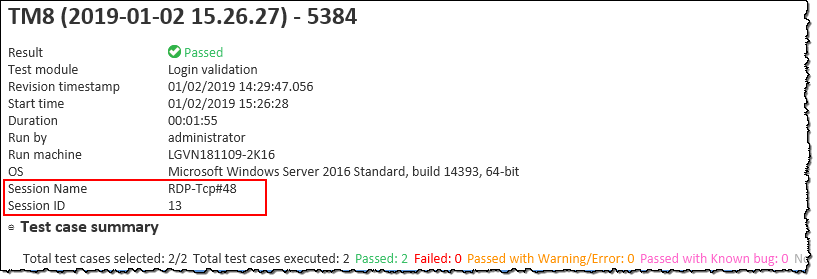 TM8 (2019-01-02 15.26.27) - 5384
Result Passed
Test module Login validation
Revision timestamp 01/02/2019 14:29:47.056
Start time 01/02/2019 15:26:28
Duration 00:01:55
Run by administrator
Run machine LGVN181109-2K16
OS Microsoft Windows Server 2016 Standard, build 14393, 64-bit
Session Name RDP-Tcp#48
Session ID 13
Test case summary
Total test cases selected: 2/2 Total test cases executed: 2 Passed: 2 Failed: 0 Passed with Warning/Error: 0 Passed with Known bug: 0